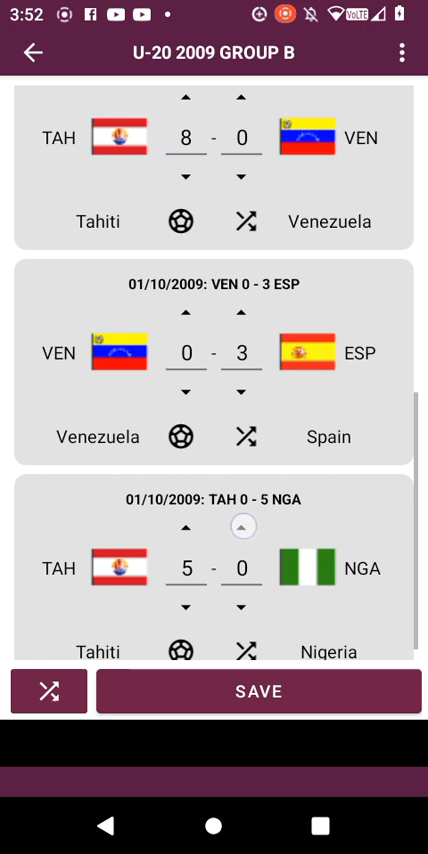 3:52
VoLTE
U-20 2009 GROUP B
TAH 8 - 0 VEN
Tahiti Venezuela
01/10/2009: VEN 0 - 3 ESP
VEN 0 - 3 ESP
Venezuela Spain
01/10/2009: TAH 0 - 5 NGA
TAH 5 - 0 NGA
Tahiti Nigeria
SAVE